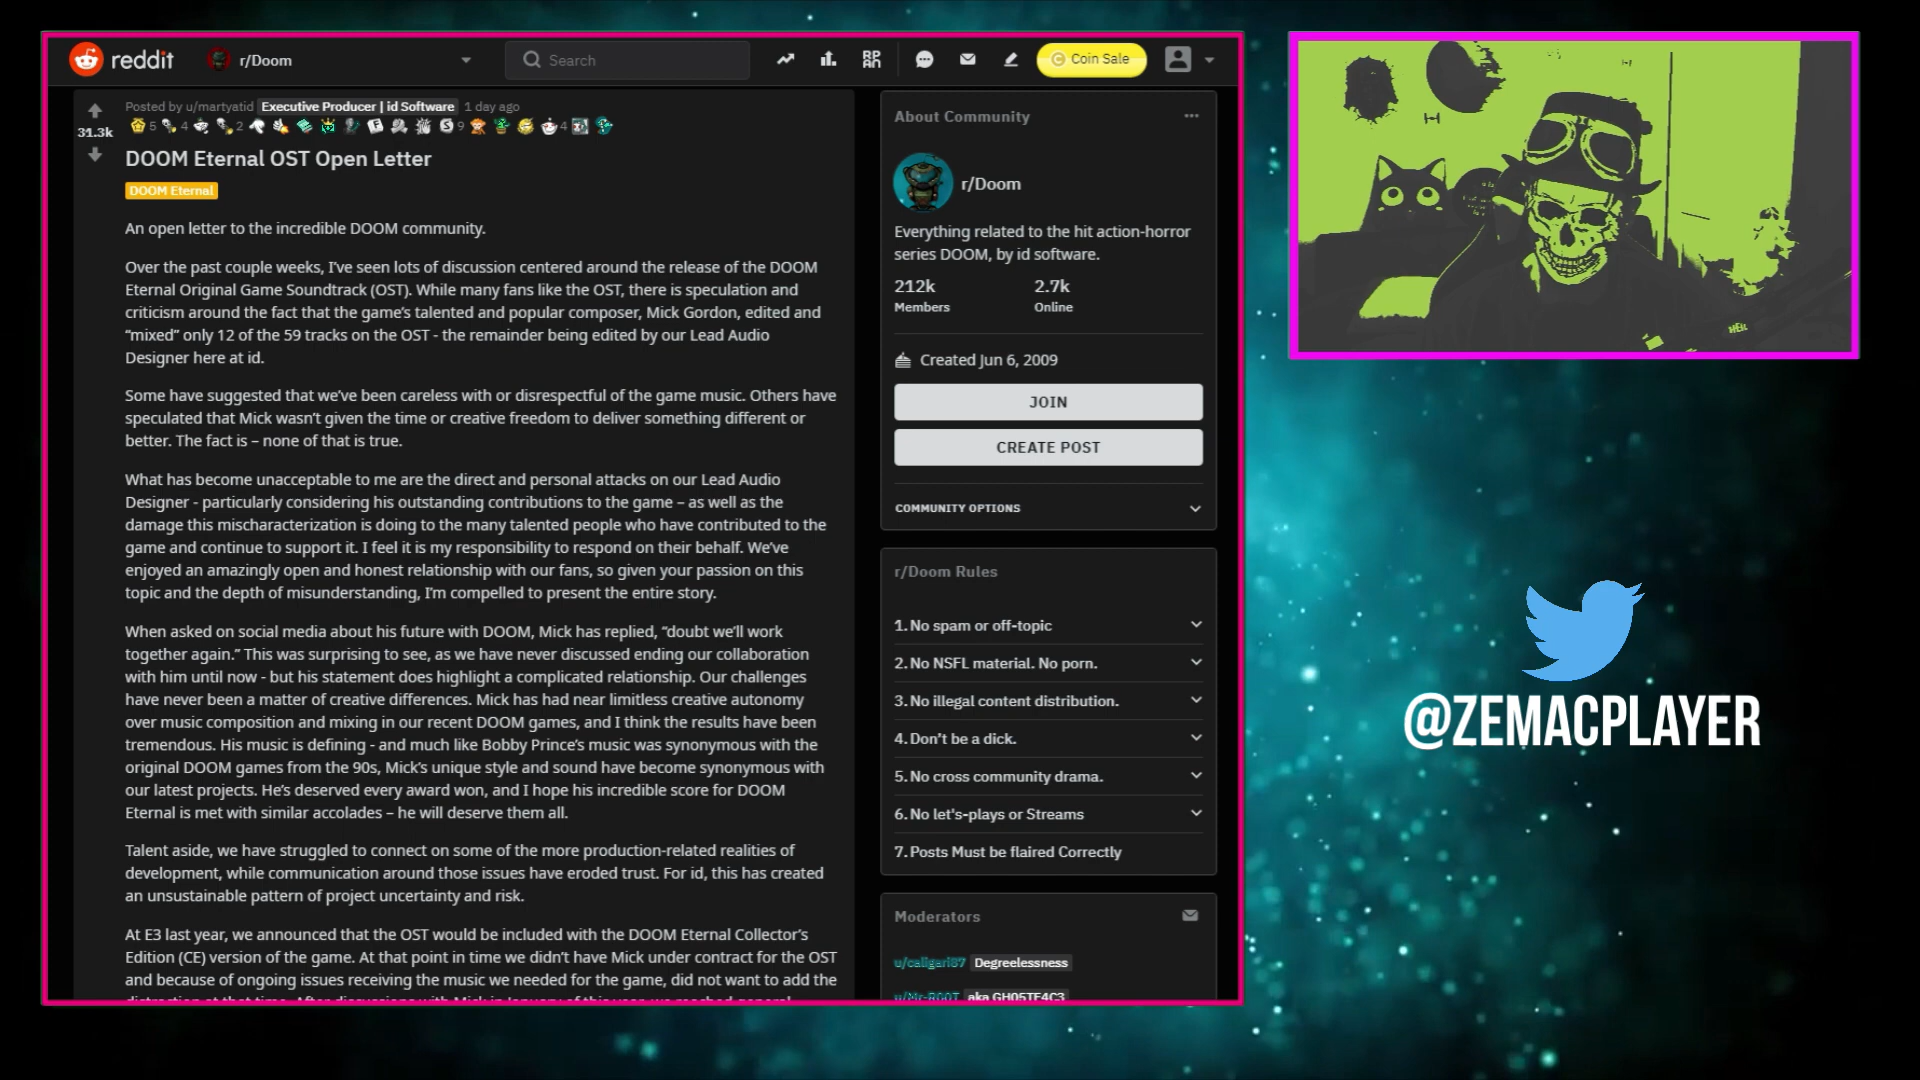 reddit
r/Doom
Search
Coin Sale
31.3k
Posted by u/martyatid Executive Producer | id Software 1 day ago
5 4 2 9 4
DOOM Eternal OST Open Letter
DOOM Eternal
An open letter to the incredible DOOM community.
Over the past couple weeks, I've seen lots of discussion centered around the release of the DOOM
Eternal Original Game Soundtrack (OST). While many fans like the OST, there is speculation and
criticism around the fact that the game's talented and popular composer, Mick Gordon, edited and
“mixed” only 12 of the 59 tracks on the OST - the remainder being edited by our Lead Audio
Designer here at id.
Some have suggested that we've been careless with or disrespectful of the game music. Others have
speculated that Mick wasn't given the time or creative freedom to deliver something different or
better. The fact is – none of that is true.
What has become unacceptable to me are the direct and personal attacks on our Lead Audio
Designer - particularly considering his outstanding contributions to the game – as well as the
damage this mischaracterization is doing to the many talented people who have contributed to the
game and continue to support it. I feel it is my responsibility to respond on their behalf. We've
enjoyed an amazingly open and honest relationship with our fans, so given your passion on this
topic and the depth of misunderstanding, I'm compelled to present the entire story.
When asked on social media about his future with DOOM, Mick has replied, “doubt we'll work
together again.” This was surprising to see, as we have never discussed ending our collaboration
with him until now - but his statement does highlight a complicated relationship. Our challenges
have never been a matter of creative differences. Mick has had near limitless creative autonomy
over music composition and mixing in our recent DOOM games, and I think the results have been
tremendous. His music is defining - and much like Bobby Prince's music was synonymous with the
original DOOM games from the 90s, Mick's unique style and sound have become synonymous with
our latest projects. He's deserved every award won, and I hope his incredible score for DOOM
Eternal is met with similar accolades – he will deserve them all.
Talent aside, we have struggled to connect on some of the more production-related realities of
development, while communication around those issues have eroded trust. For id, this has created
an unsustainable pattern of project uncertainty and risk.
At E3 last year, we announced that the OST would be included with the DOOM Eternal Collector's
Edition (CE) version of the game. At that point in time we didn't have Mick under contract for the OST
and because of ongoing issues receiving the music we needed for the game, did not want to add the
About Community
r/Doom
Everything related to the hit action-horror
series DOOM, by id software.
212k
Members
2.7k
Online
Created Jun 6, 2009
JOIN
CREATE POST
COMMUNITY OPTIONS
r/Doom Rules
1. No spam or off-topic
2. No NSFL material. No porn.
3. No illegal content distribution.
4. Don't be a dick.
5. No cross community drama.
6. No let's-plays or Streams
7. Posts Must be flaired Correctly
Moderators
u/caligari87 Degreelessness
u/Mr-R00T aka GH05TE4C3
@ZEMACPLAYER